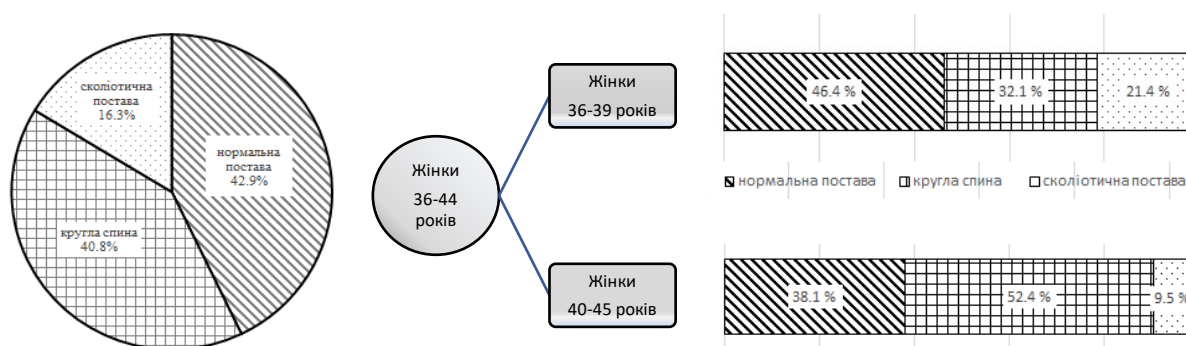 сколіотична
постава
16.3%
нормальна
постава
42.9%
кругла спина
40.8%
Жінки
36-44
років
Жінки
36-39 років
Жінки
40-45 років
46.4 %
32.1 %
21.4 %
нормальна постава
кругла спина
сколіотична постава
38.1 %
52.4 %
9.5 %